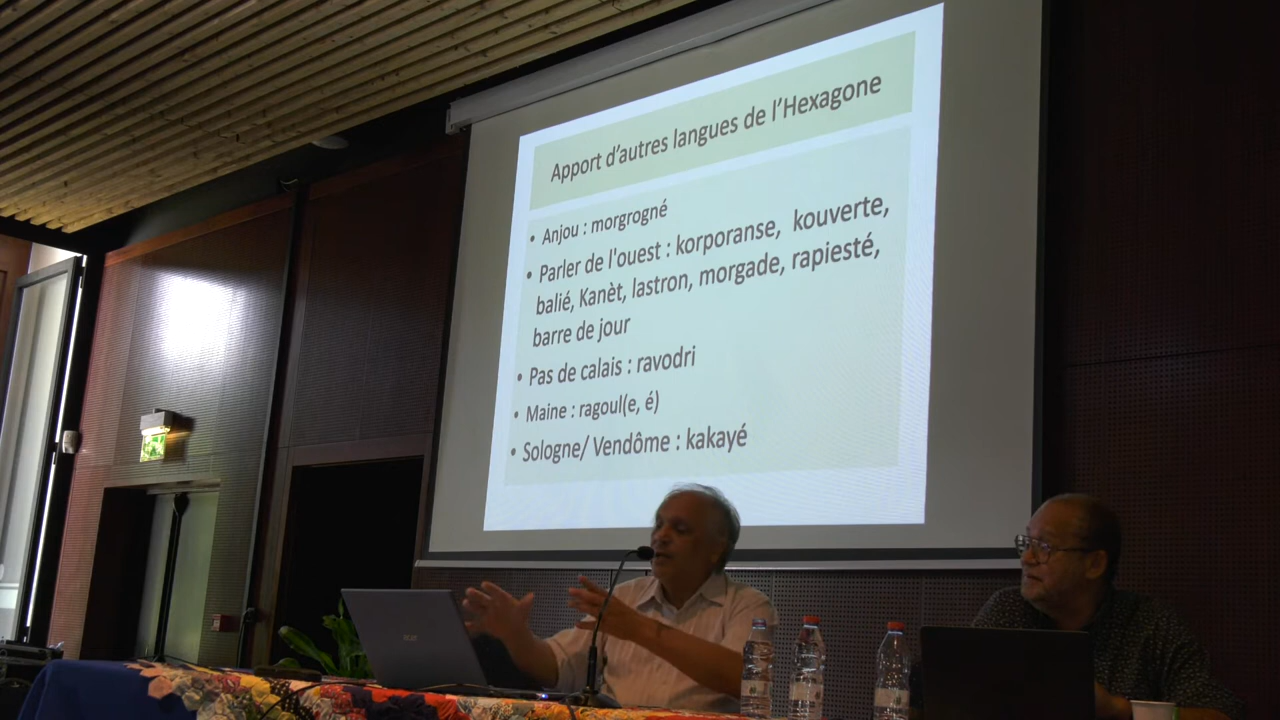 Apport d’autres langues de l’Hexagone
• Anjou : morgrogné
• Parler de l'ouest : korporanse, kouverte,
balié, Kanèt, lastron, morgade, rapiesté,
barre de jour
• Pas de calais : ravodri
• Maine : ragoul(e, é)
• Sologne/ Vendôme : kakayé
acer